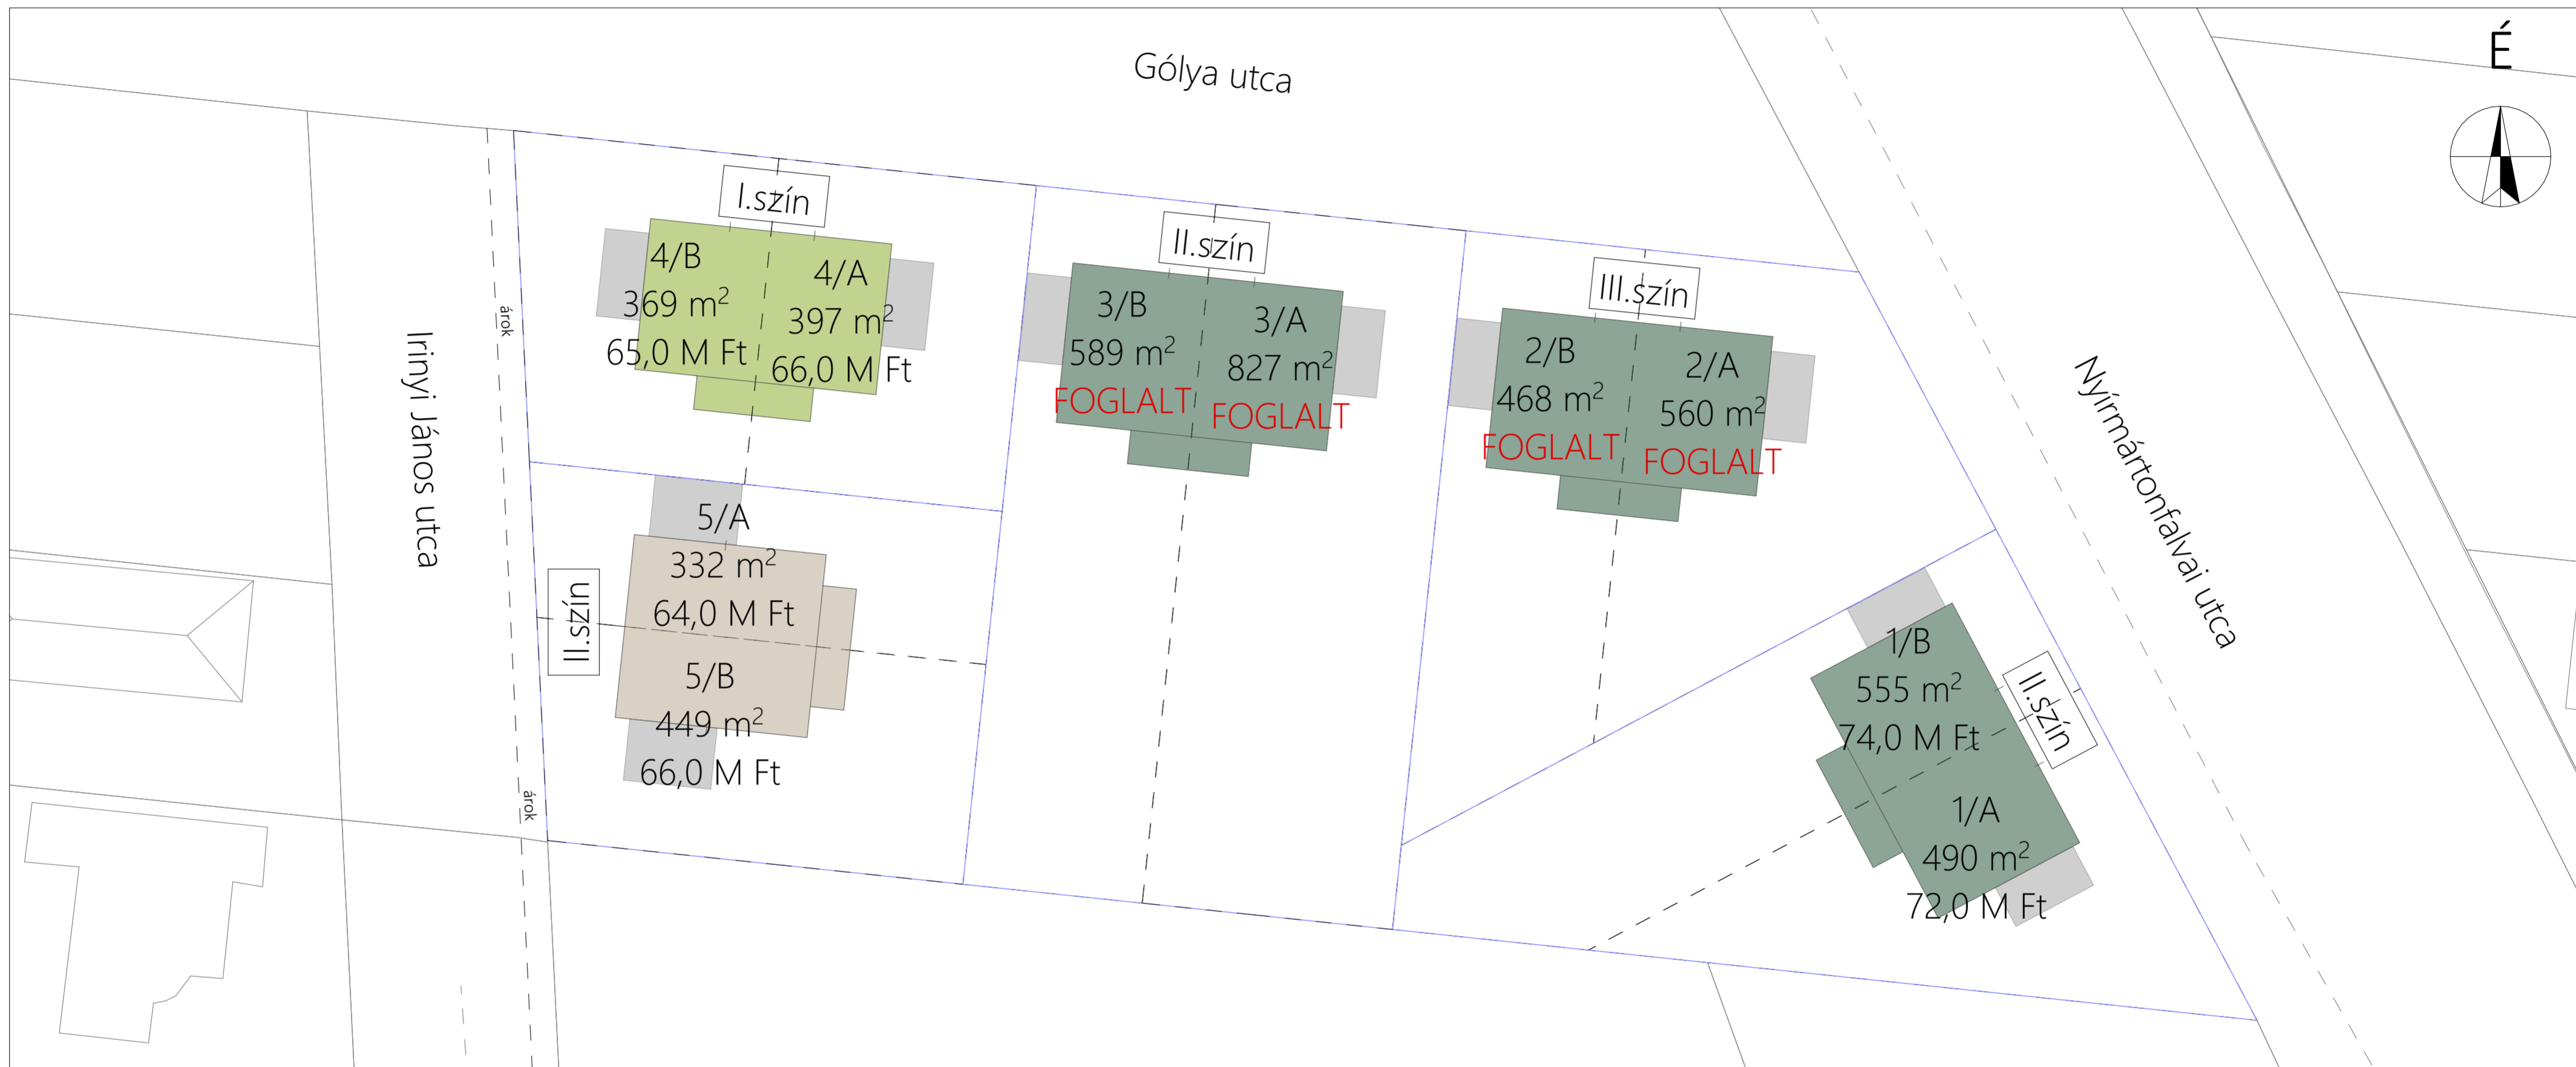 Gólya utca
É
I.szín
4/B
369 m²
65,0 M Ft
4/A
397 m²
66,0 M Ft
II.szín
3/B
589 m²
FOGLALT
3/A
827 m²
FOGLALT
III.szín
2/B
468 m²
FOGLALT
2/A
560 m²
FOGLALT
Irinyi János utca
árok
árok
Nyírmártonfalvai utca
II.szín
5/A
332 m²
64,0 M Ft
5/B
449 m²
66,0 M Ft
II.szín
1/B
555 m²
74,0 M Ft
1/A
490 m²
72,0 M Ft